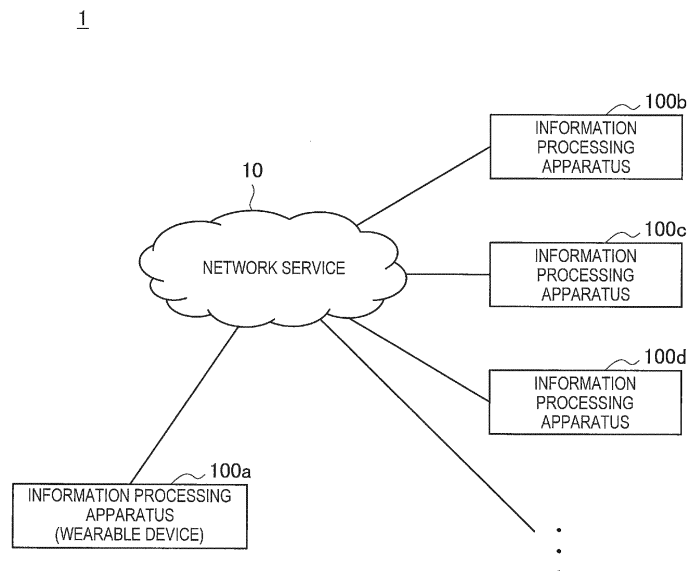 1
100b
INFORMATION
PROCESSING
APPARATUS
10
NETWORK SERVICE
100c
INFORMATION
PROCESSING
APPARATUS
100d
INFORMATION
PROCESSING
APPARATUS
100a
INFORMATION PROCESSING
APPARATUS
(WEARABLE DEVICE)